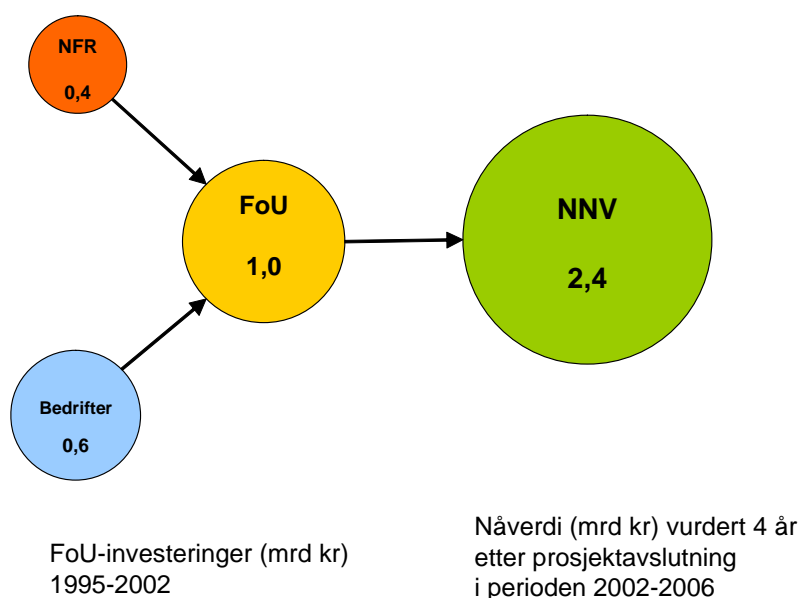 NFR
0,4
FoU
1,0
NNV
2,4
Bedrifter
0,6
FoU-investeringer (mrd kr)
1995-2002
Nåverdi (mrd kr) vurdert 4 år
etter prosjektavslutning
i perioden 2002-2006